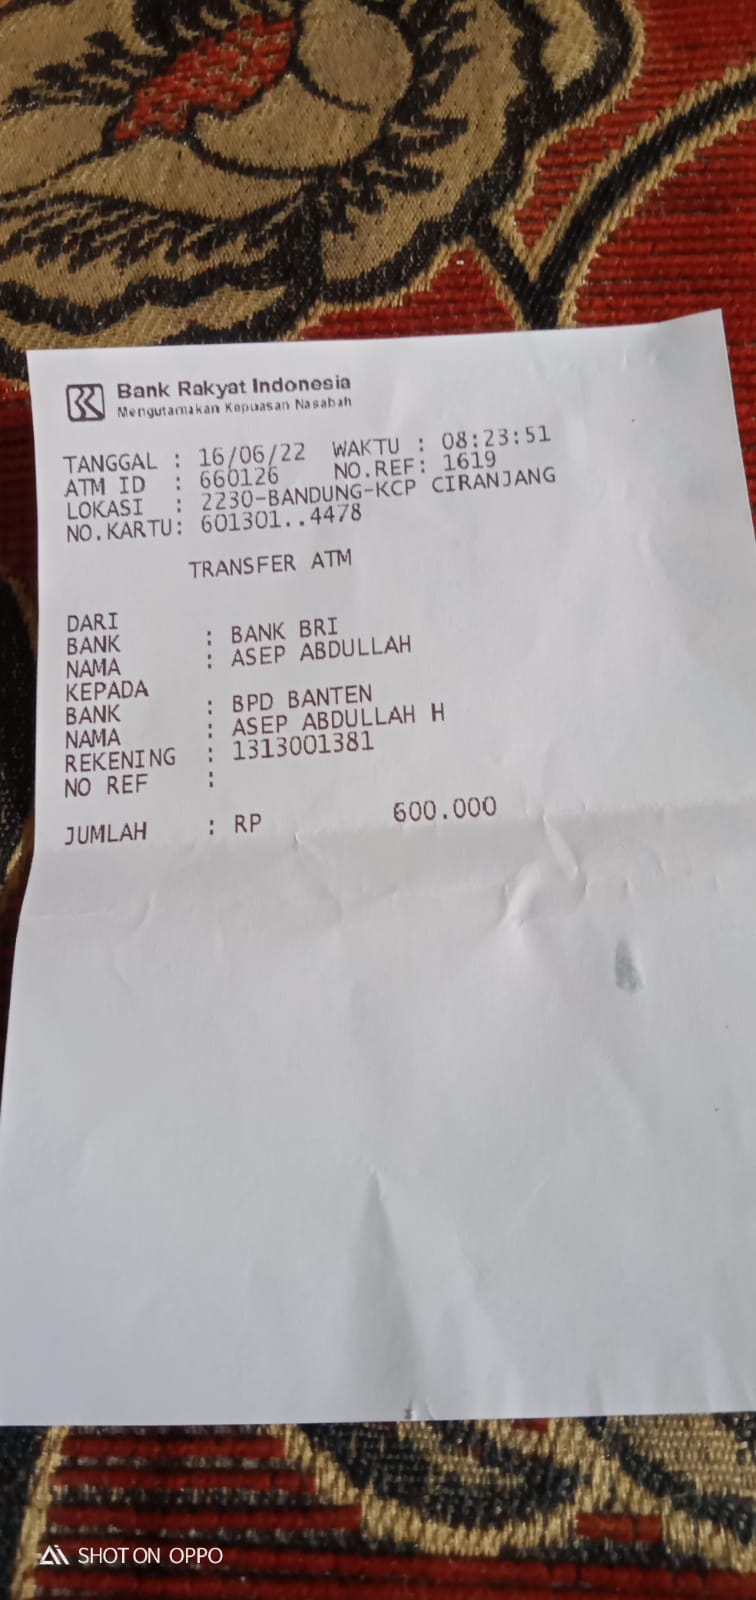 Bank Rakyat Indonesia
Mengutamakan Kepuasan Nasabah
TANGGAL : 16/06/22 WAKTU : 08:23:51
ATM ID : 660126 NO.REF: 1619
LOKASI : 2230-BANDUNG-KCP CIRANJANG
NO.KARTU: 601301..4478
TRANSFER ATM
DARI
BANK : BANK BRI
NAMA : ASEP ABDULLAH
KEPADA
BANK : BPD BANTEN
NAMA : ASEP ABDULLAH H
REKENING : 1313001381
NO REF :
JUMLAH : RP 600.000
SHOT ON OPPO